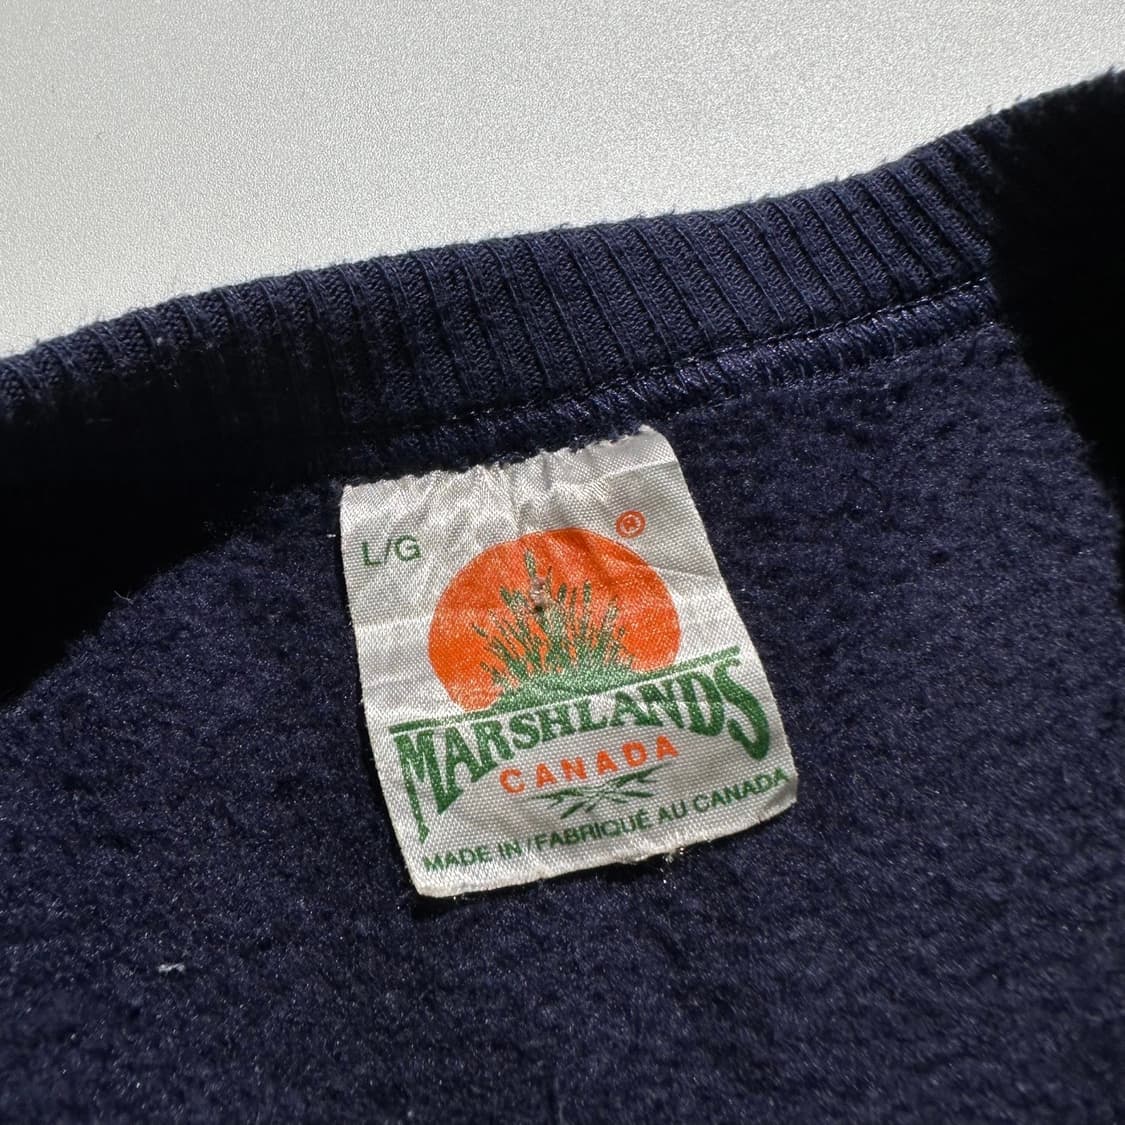 L/G
®
MARSHLANDS
CANADA
MADE IN / FABRIQUÉ AU CANADA